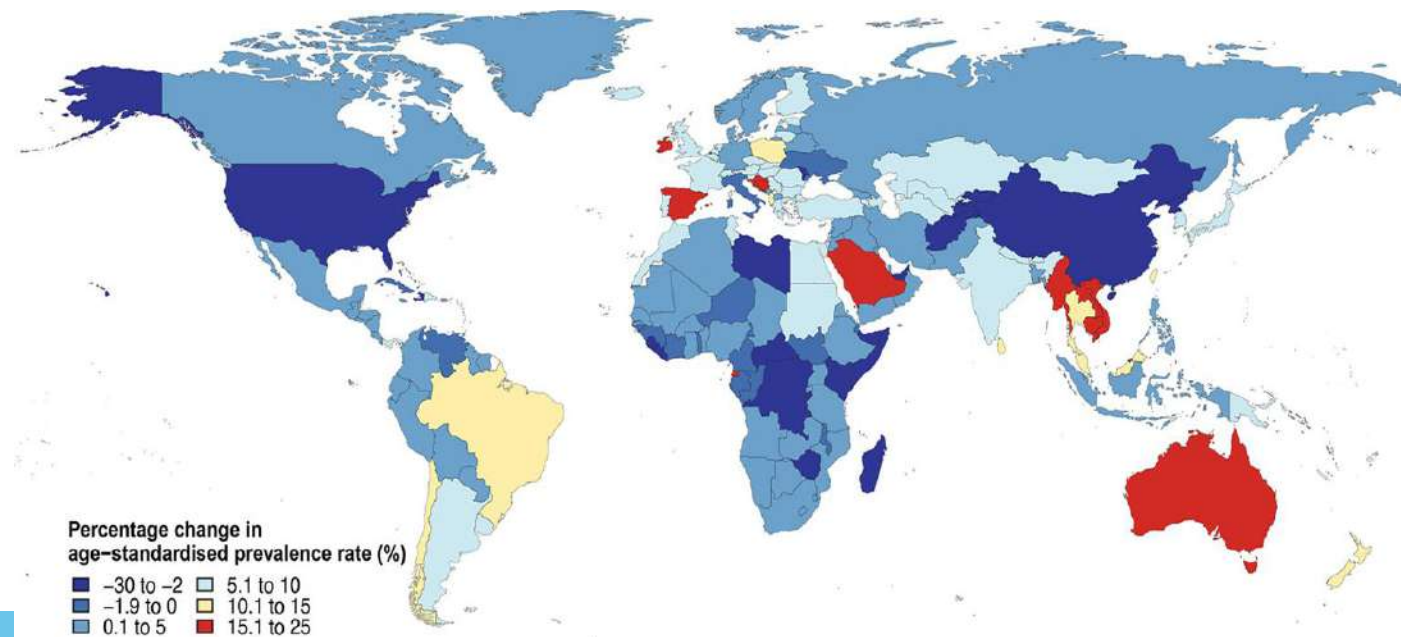 Percentage change in
age-standardised prevalence rate (%)
-30 to -2 5.1 to 10
-1.9 to 0 10.1 to 15
0.1 to 5 15.1 to 25